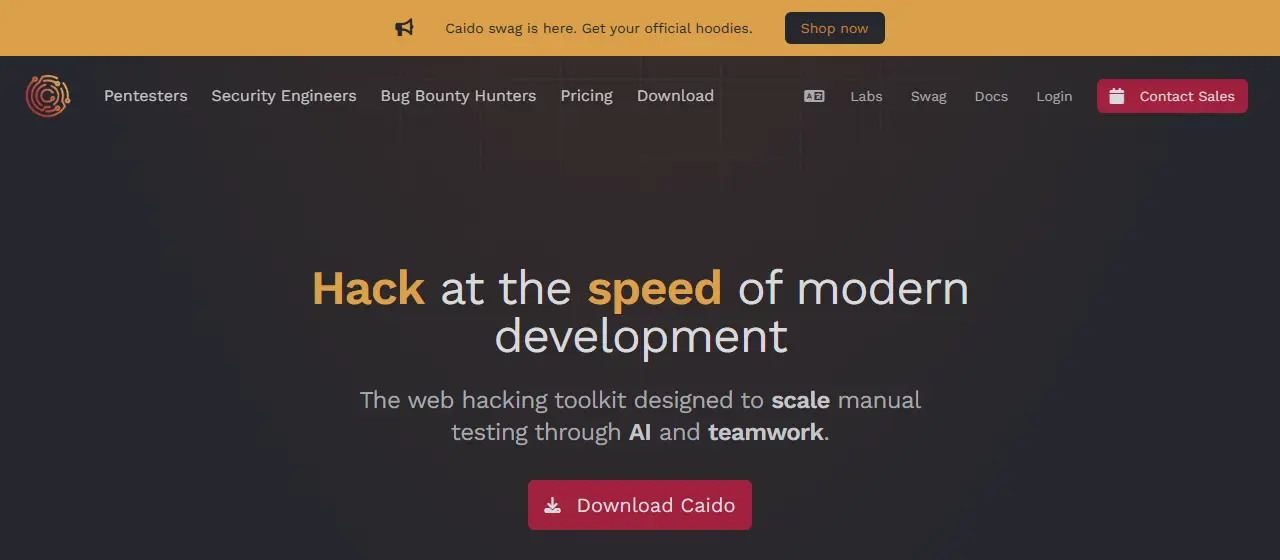 Caido swag is here. Get your official hoodies. Shop now
Pentesters Security Engineers Bug Bounty Hunters Pricing Download Labs Swag Docs Login Contact Sales
Hack at the speed of modern
development
The web hacking toolkit designed to scale manual
testing through AI and teamwork.
Download Caido